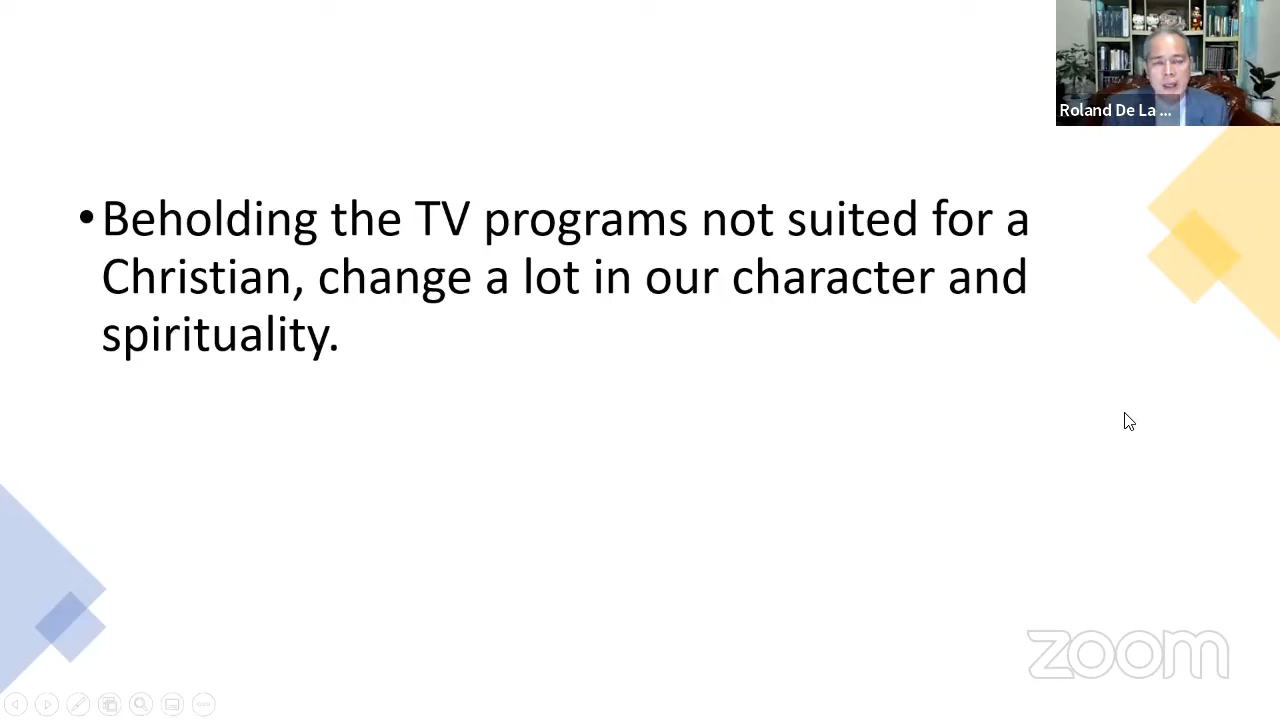 Roland De La ...
• Beholding the TV programs not suited for a
Christian, change a lot in our character and
spirituality.
zoom